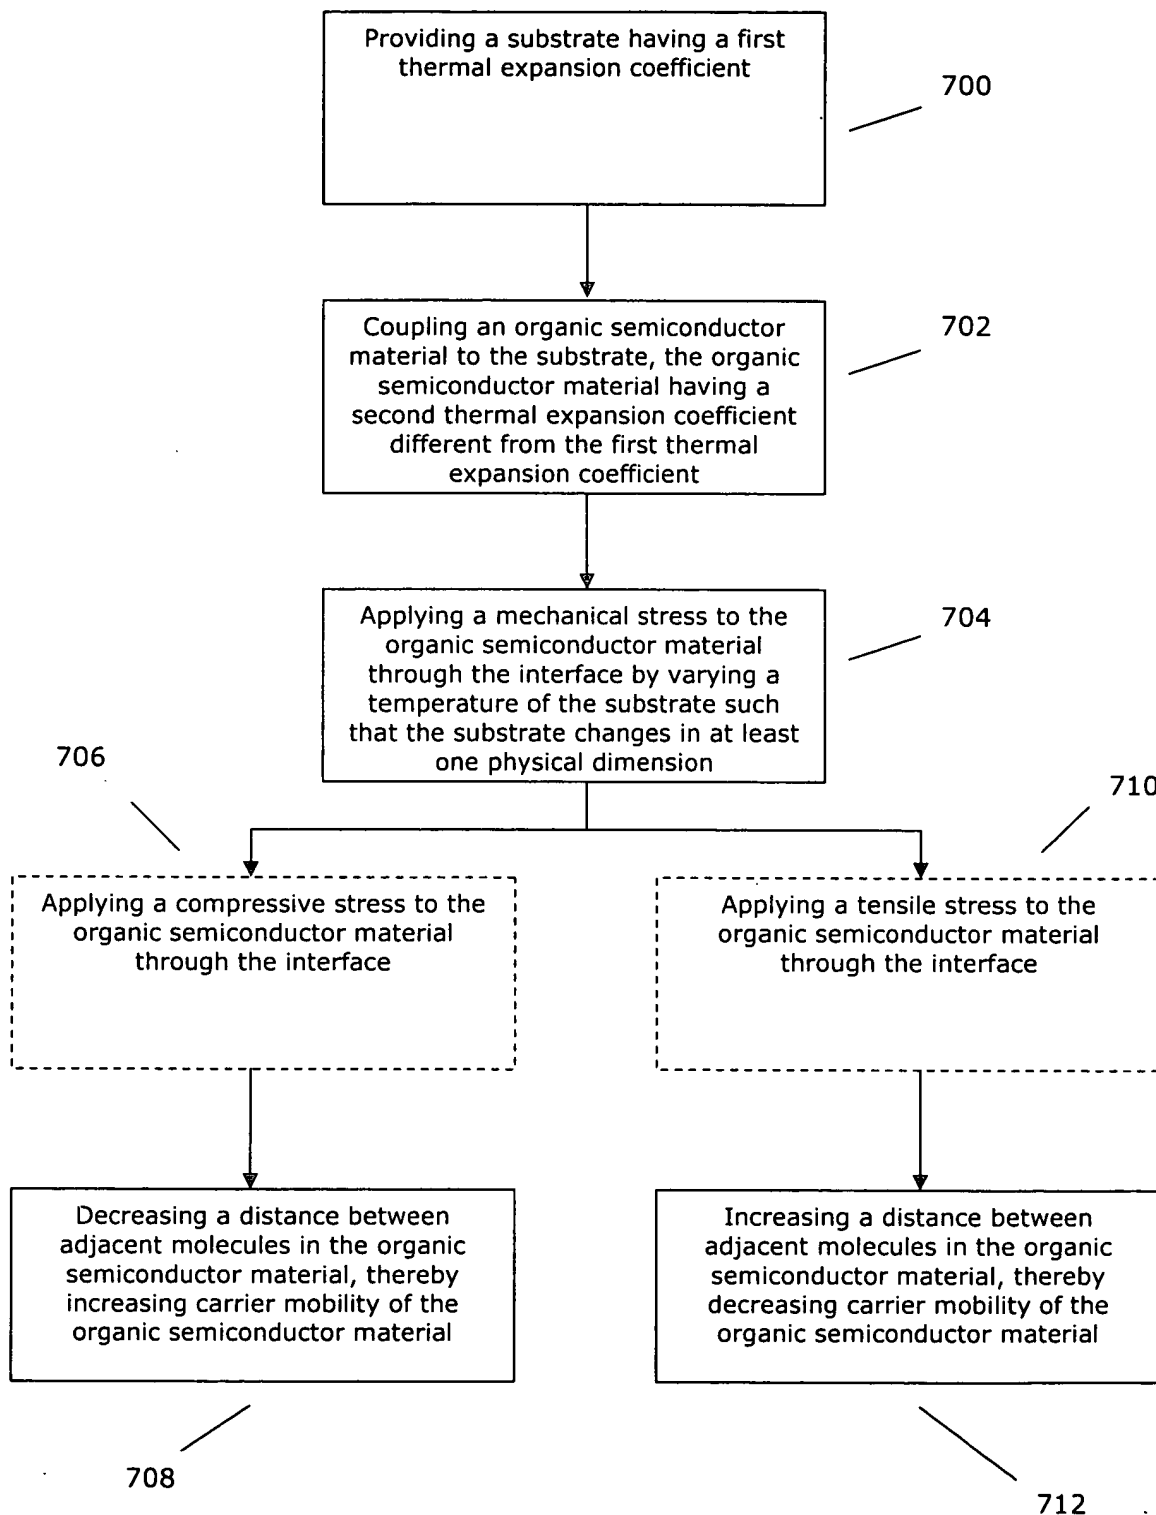 Providing a substrate having a first
thermal expansion coefficient
700
Coupling an organic semiconductor
material to the substrate, the organic
semiconductor material having a
second thermal expansion coefficient
different from the first thermal
expansion coefficient
702
Applying a mechanical stress to the
organic semiconductor material
through the interface by varying a
temperature of the substrate such
that the substrate changes in at least
one physical dimension
704
706
710
Applying a compressive stress to the
organic semiconductor material
through the interface
Applying a tensile stress to the
organic semiconductor material
through the interface
Decreasing a distance between
adjacent molecules in the organic
semiconductor material, thereby
increasing carrier mobility of the
organic semiconductor material
Increasing a distance between
adjacent molecules in the organic
semiconductor material, thereby
decreasing carrier mobility of the
organic semiconductor material
708
712